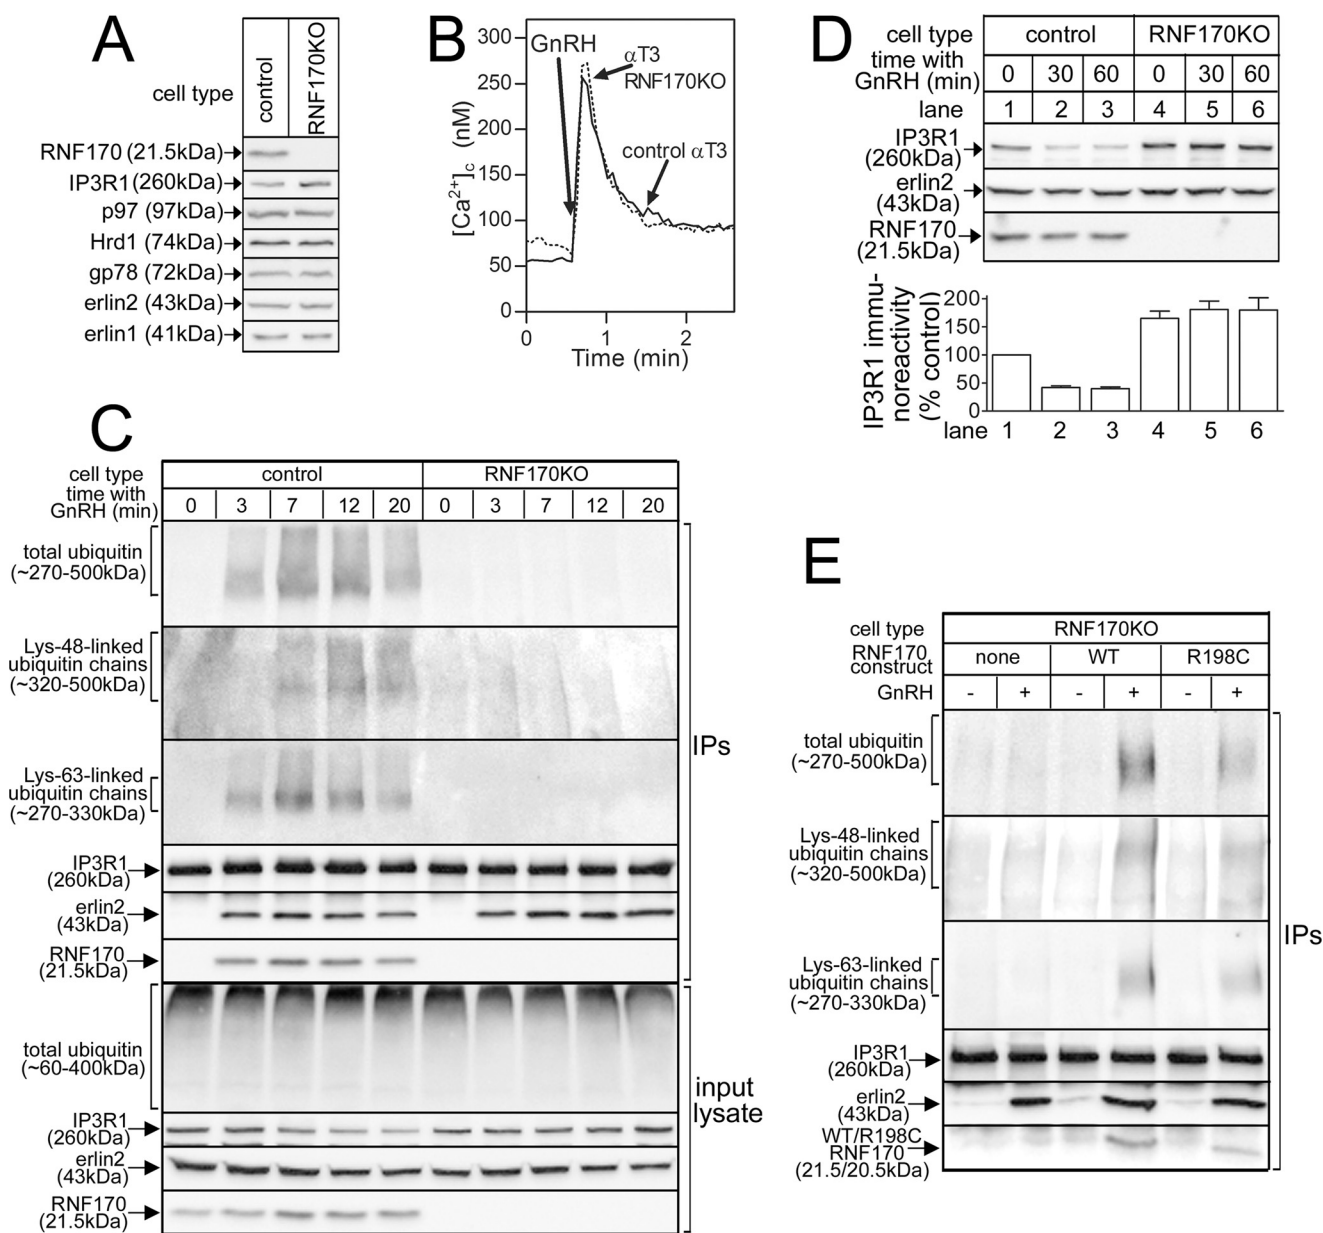 A
cell type
control
RNF170KO
RNF170 (21.5kDa)
IP3R1 (260kDa)
p97 (97kDa)
Hrd1 (74kDa)
gp78 (72kDa)
erlin2 (43kDa)
erlin1 (41kDa)
B
[Ca2+]c (nM)
300
250
200
150
100
50
0
GnRH
αT3
RNF170KO
control αT3
0 1 2
Time (min)
C
cell type
control RNF170KO
time with
GnRH (min)
0 3 7 12 20 0 3 7 12 20
total ubiquitin
(~270-500kDa)
Lys-48-linked
ubiquitin chains
(~320-500kDa)
Lys-63-linked
ubiquitin chains
(~270-330kDa)
IP3R1
(260kDa)
erlin2
(43kDa)
RNF170
(21.5kDa)
IPs
total ubiquitin
(~60-400kDa)
IP3R1
(260kDa)
erlin2
(43kDa)
RNF170
(21.5kDa)
input
lysate
D
cell type
control RNF170KO
time with
GnRH (min)
0 30 60 0 30 60
lane
1 2 3 4 5 6
IP3R1
(260kDa)
erlin2
(43kDa)
RNF170
(21.5kDa)
IP3R1 immu-
noreactivity
(% control)
200
150
100
50
0
lane 1 2 3 4 5 6
E
cell type
RNF170KO
RNF170
construct
none WT R198C
GnRH
- + - + - +
total ubiquitin
(~270-500kDa)
Lys-48-linked
ubiquitin chains
(~320-500kDa)
Lys-63-linked
ubiquitin chains
(~270-330kDa)
IP3R1
(260kDa)
erlin2
(43kDa)
WT/R198C
RNF170
(21.5/20.5kDa)
IPs